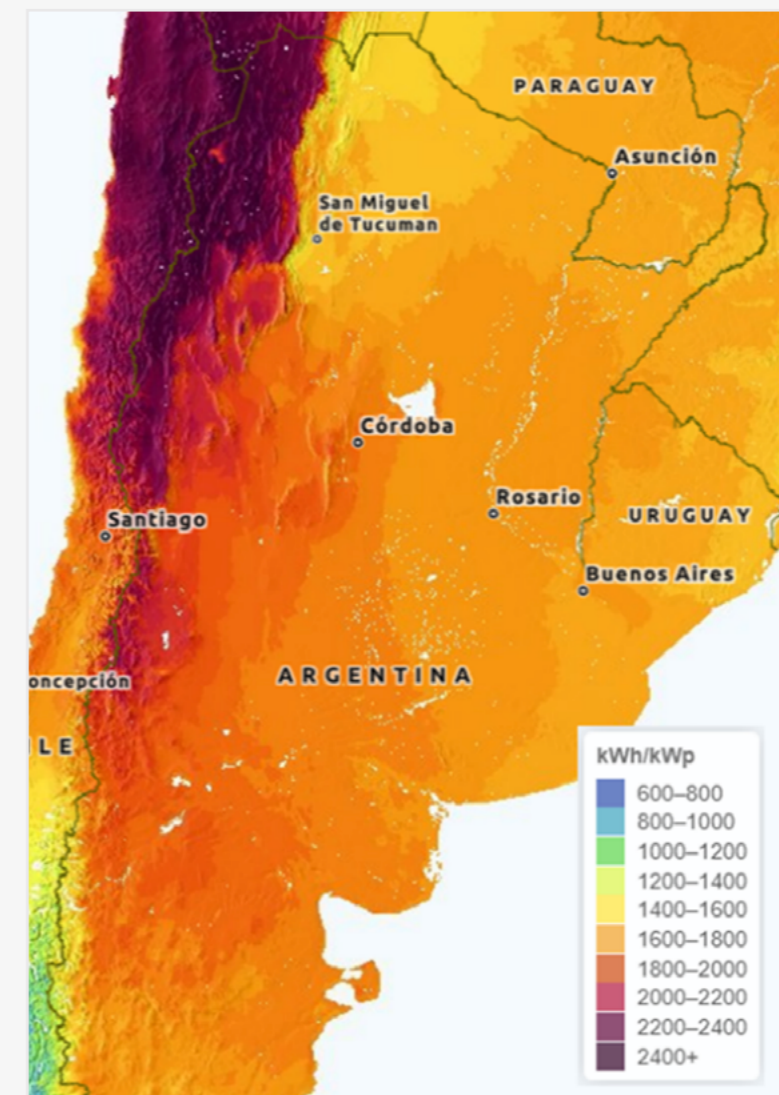 PARAGUAY
Asunción
San Miguel
de Tucuman
Córdoba
Rosario
Santiago
URUGUAY
Buenos Aires
ARGENTINA
oncepción
ILE
kWh/kWp
600–800
800–1000
1000–1200
1200–1400
1400–1600
1600–1800
1800–2000
2000–2200
2200–2400
2400+